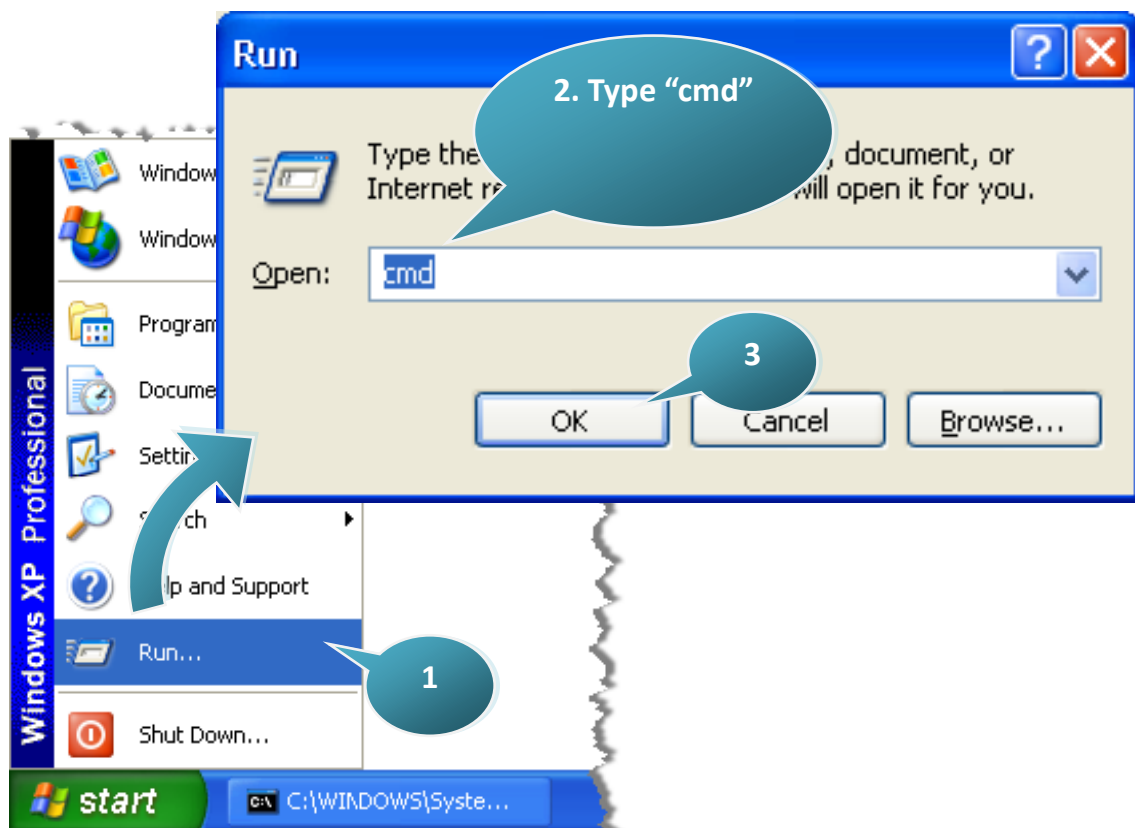 Run
2. Type “cmd”
Type the , document, or
Internet re will open it for you.
Open:
cmd
3
OK
Cancel
Browse...
Window
Window
Program
Docume
Settin
ch
lp and Support
Run...
1
Shut Down...
Windows XP Professional
start
C:\WINDOWS\Syste...